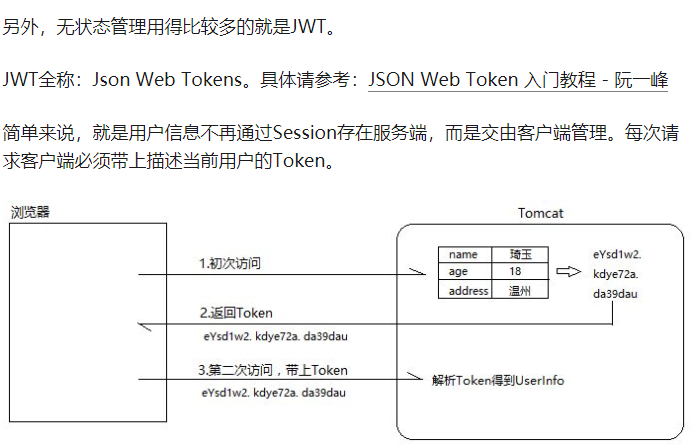 另外，无状态管理用得比较多的就是JWT。
JWT全称：Json Web Tokens。具体请参考：JSON Web Token 入门教程 - 阮一峰
简单来说，就是用户信息不再通过Session存在服务端，而是交由客户端管理。每次请
求客户端必须带上描述当前用户的Token。
浏览器
Tomcat
1.初次访问
name 琦玉
age 18
address 温州
eYsd1w2.
kdye72a.
da39dau
2.返回Token
eYsd1w2. kdye72a. da39dau
3.第二次访问，带上Token
eYsd1w2. kdye72a. da39dau
解析Token得到UserInfo